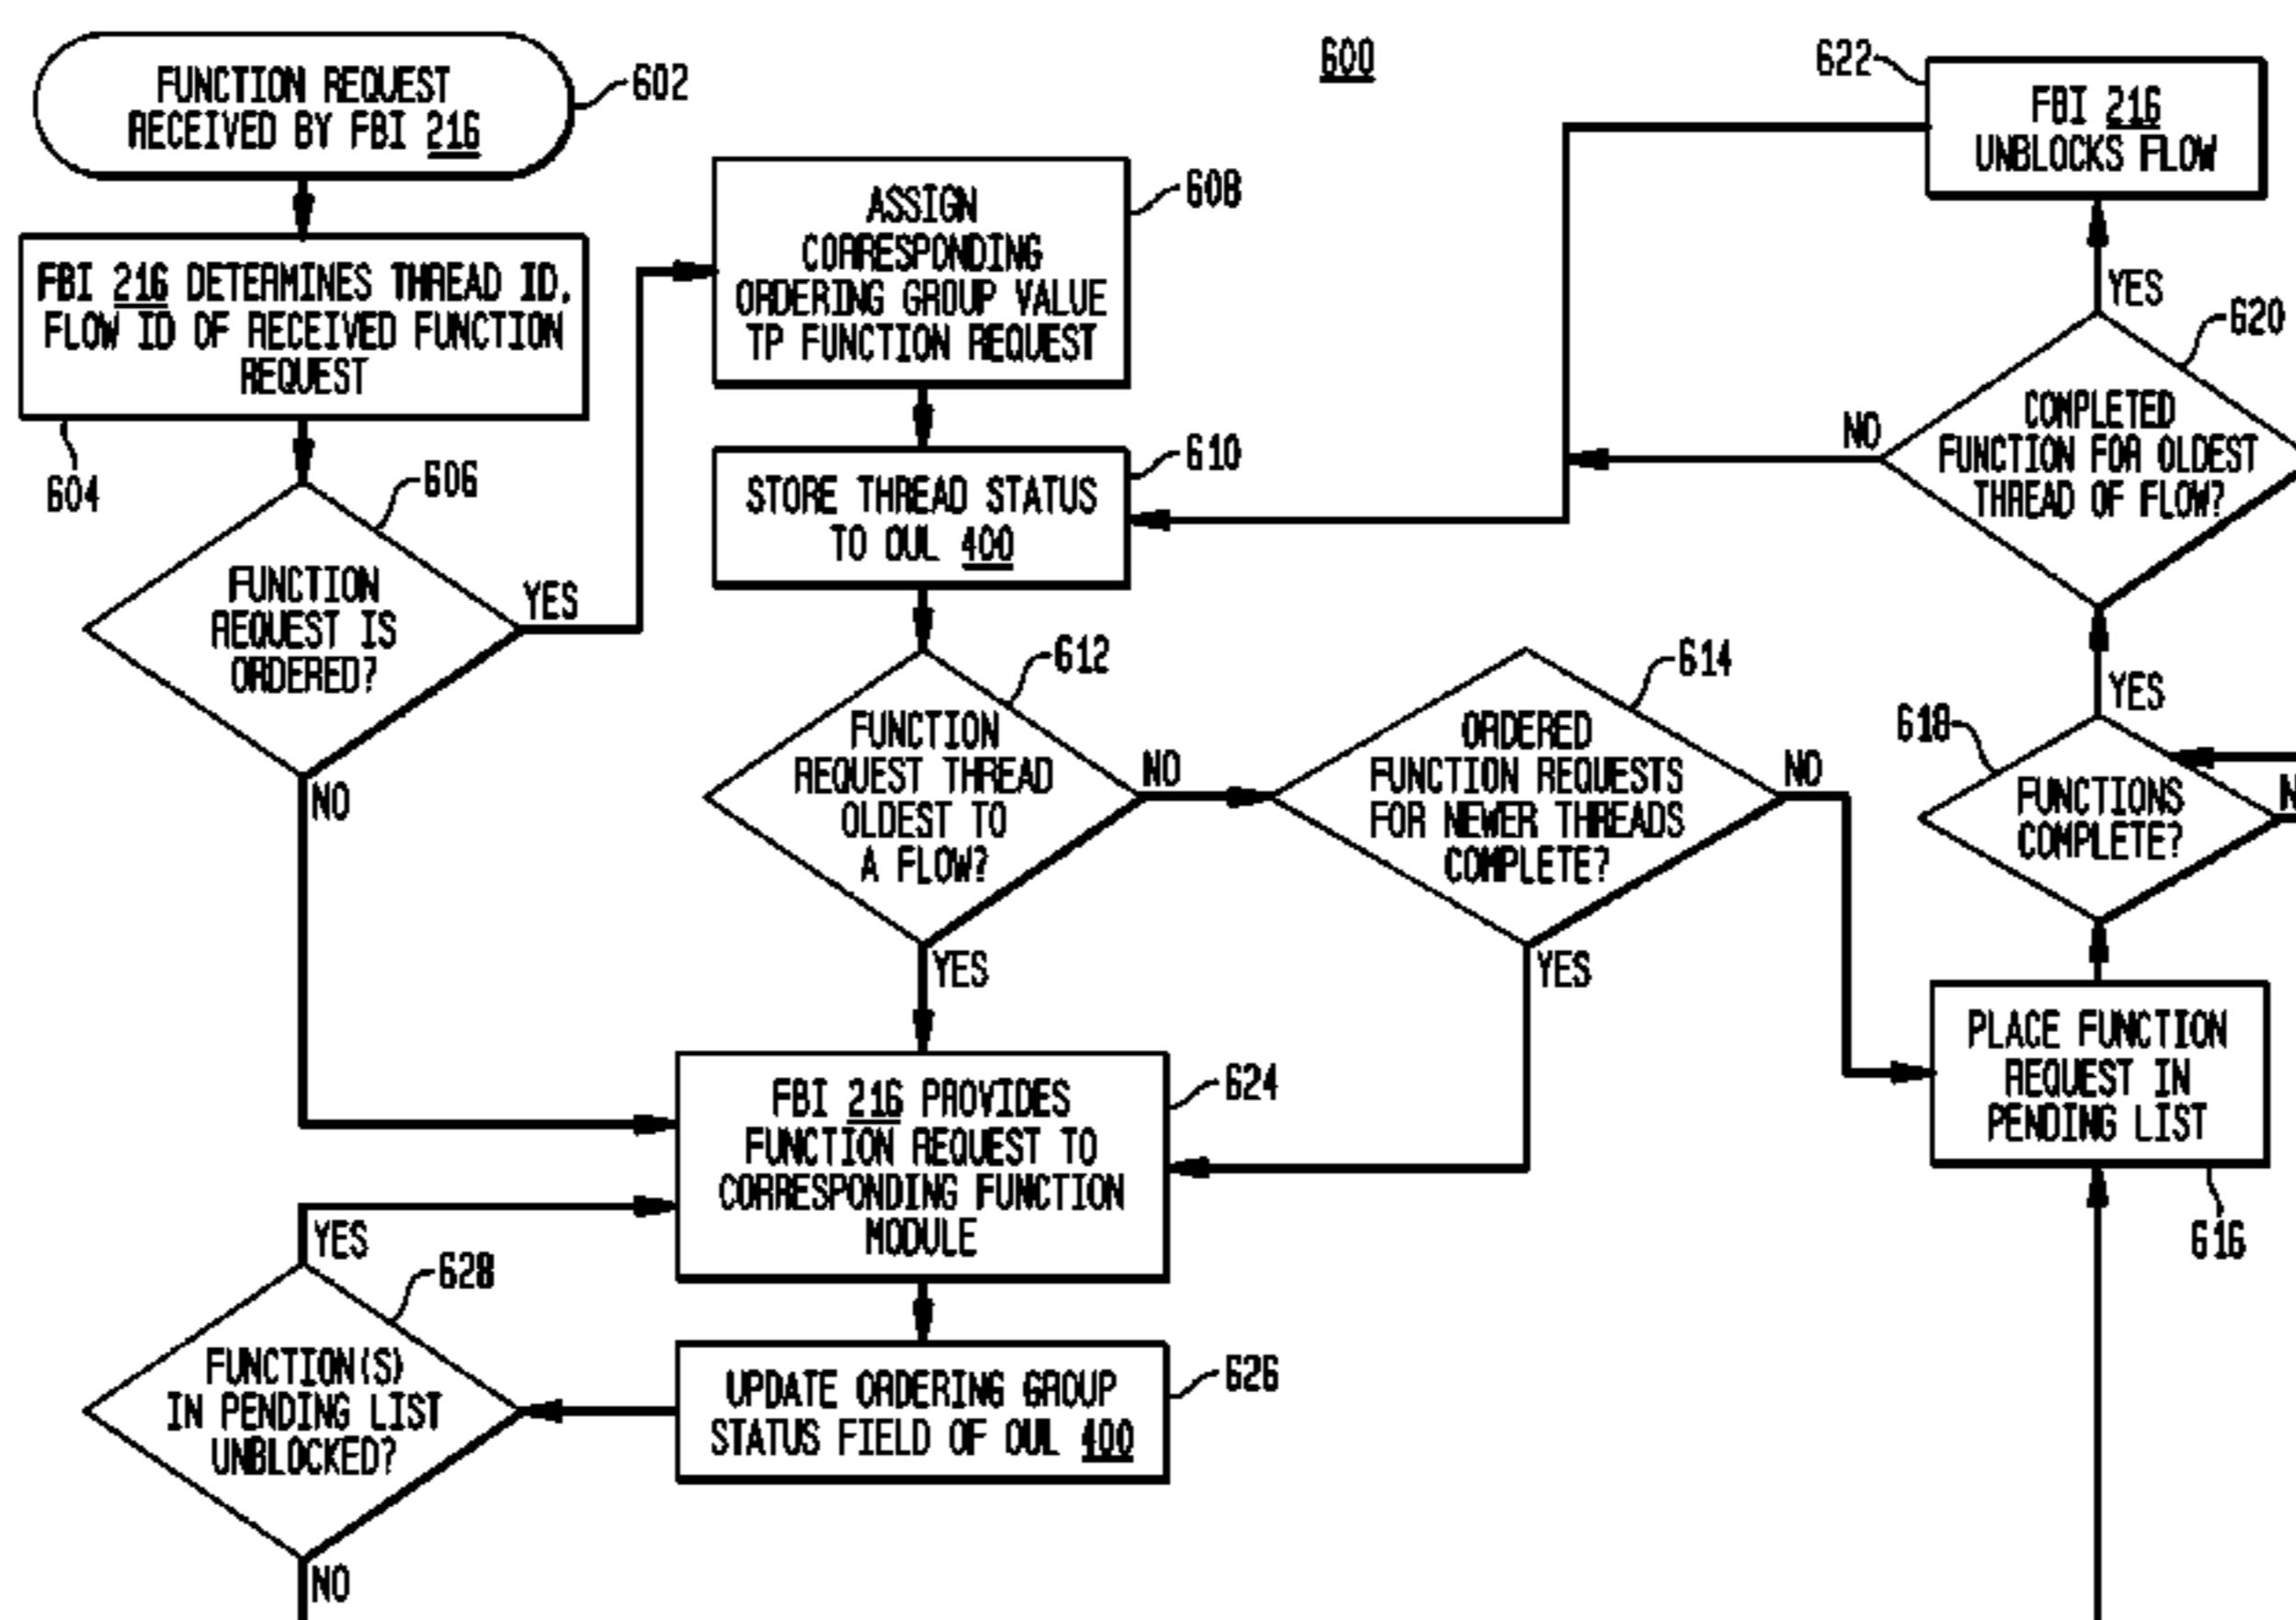 600
FUNCTION REQUEST
RECEIVED BY FBI 216
602
FBI 216 DETERMINES THREAD ID,
FLOW ID OF RECEIVED FUNCTION
REQUEST
604
606
FUNCTION
REQUEST IS
ORDERED?
YES
NO
608
ASSIGN
CORRESPONDING
ORDERING GROUP VALUE
TP FUNCTION REQUEST
610
STORE THREAD STATUS
TO OUL 400
612
FUNCTION
REQUEST THREAD
OLDEST TO
A FLOW?
NO
YES
614
ORDERED
FUNCTION REQUESTS
FOR NEWER THREADS
COMPLETE?
NO
YES
622
FBI 216
UNBLOCKS FLOW
YES
620
COMPLETED
FUNCTION FOR OLDEST
THREAD OF FLOW?
NO
YES
618
FUNCTIONS
COMPLETE?
PLACE FUNCTION
REQUEST IN
PENDING LIST
616
624
FBI 216 PROVIDES
FUNCTION REQUEST TO
CORRESPONDING FUNCTION
MODULE
626
UPDATE ORDERING GROUP
STATUS FIELD OF OUL 400
YES
628
FUNCTION(S)
IN PENDING LIST
UNBLOCKED?
NO